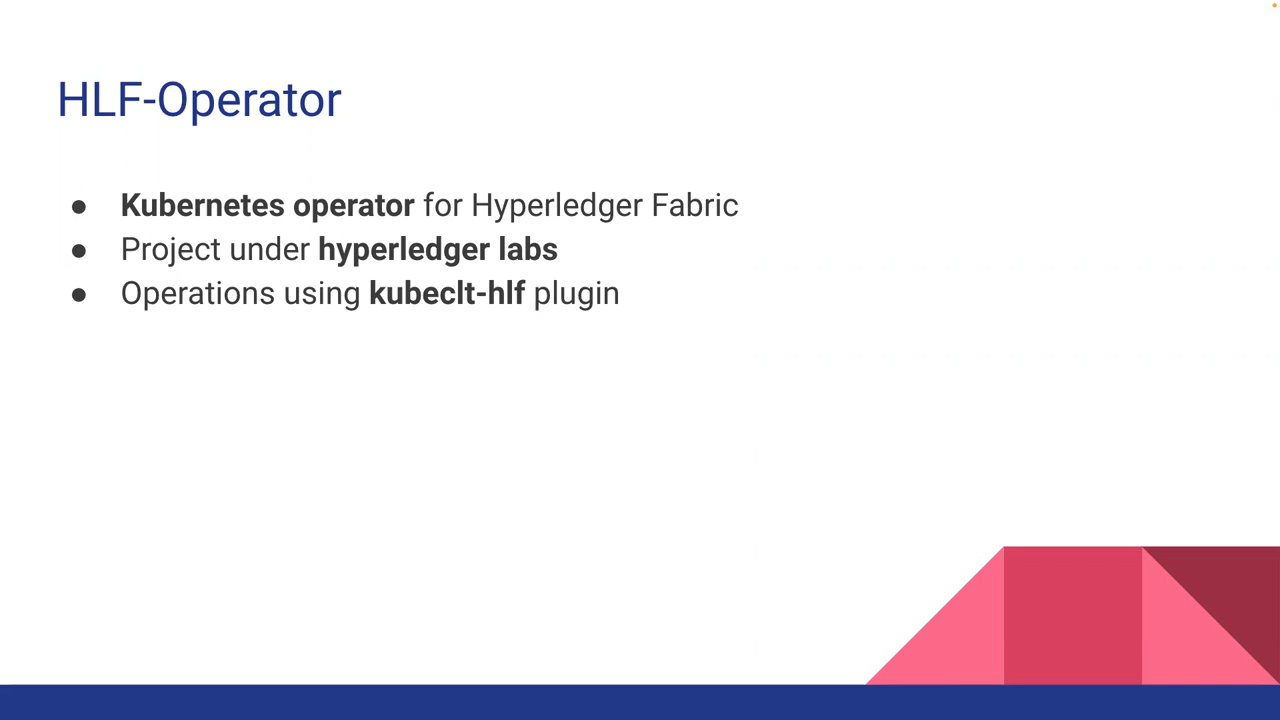 HLF-Operator
● Kubernetes operator for Hyperledger Fabric
● Project under hyperledger labs
● Operations using kubeclt-hlf plugin